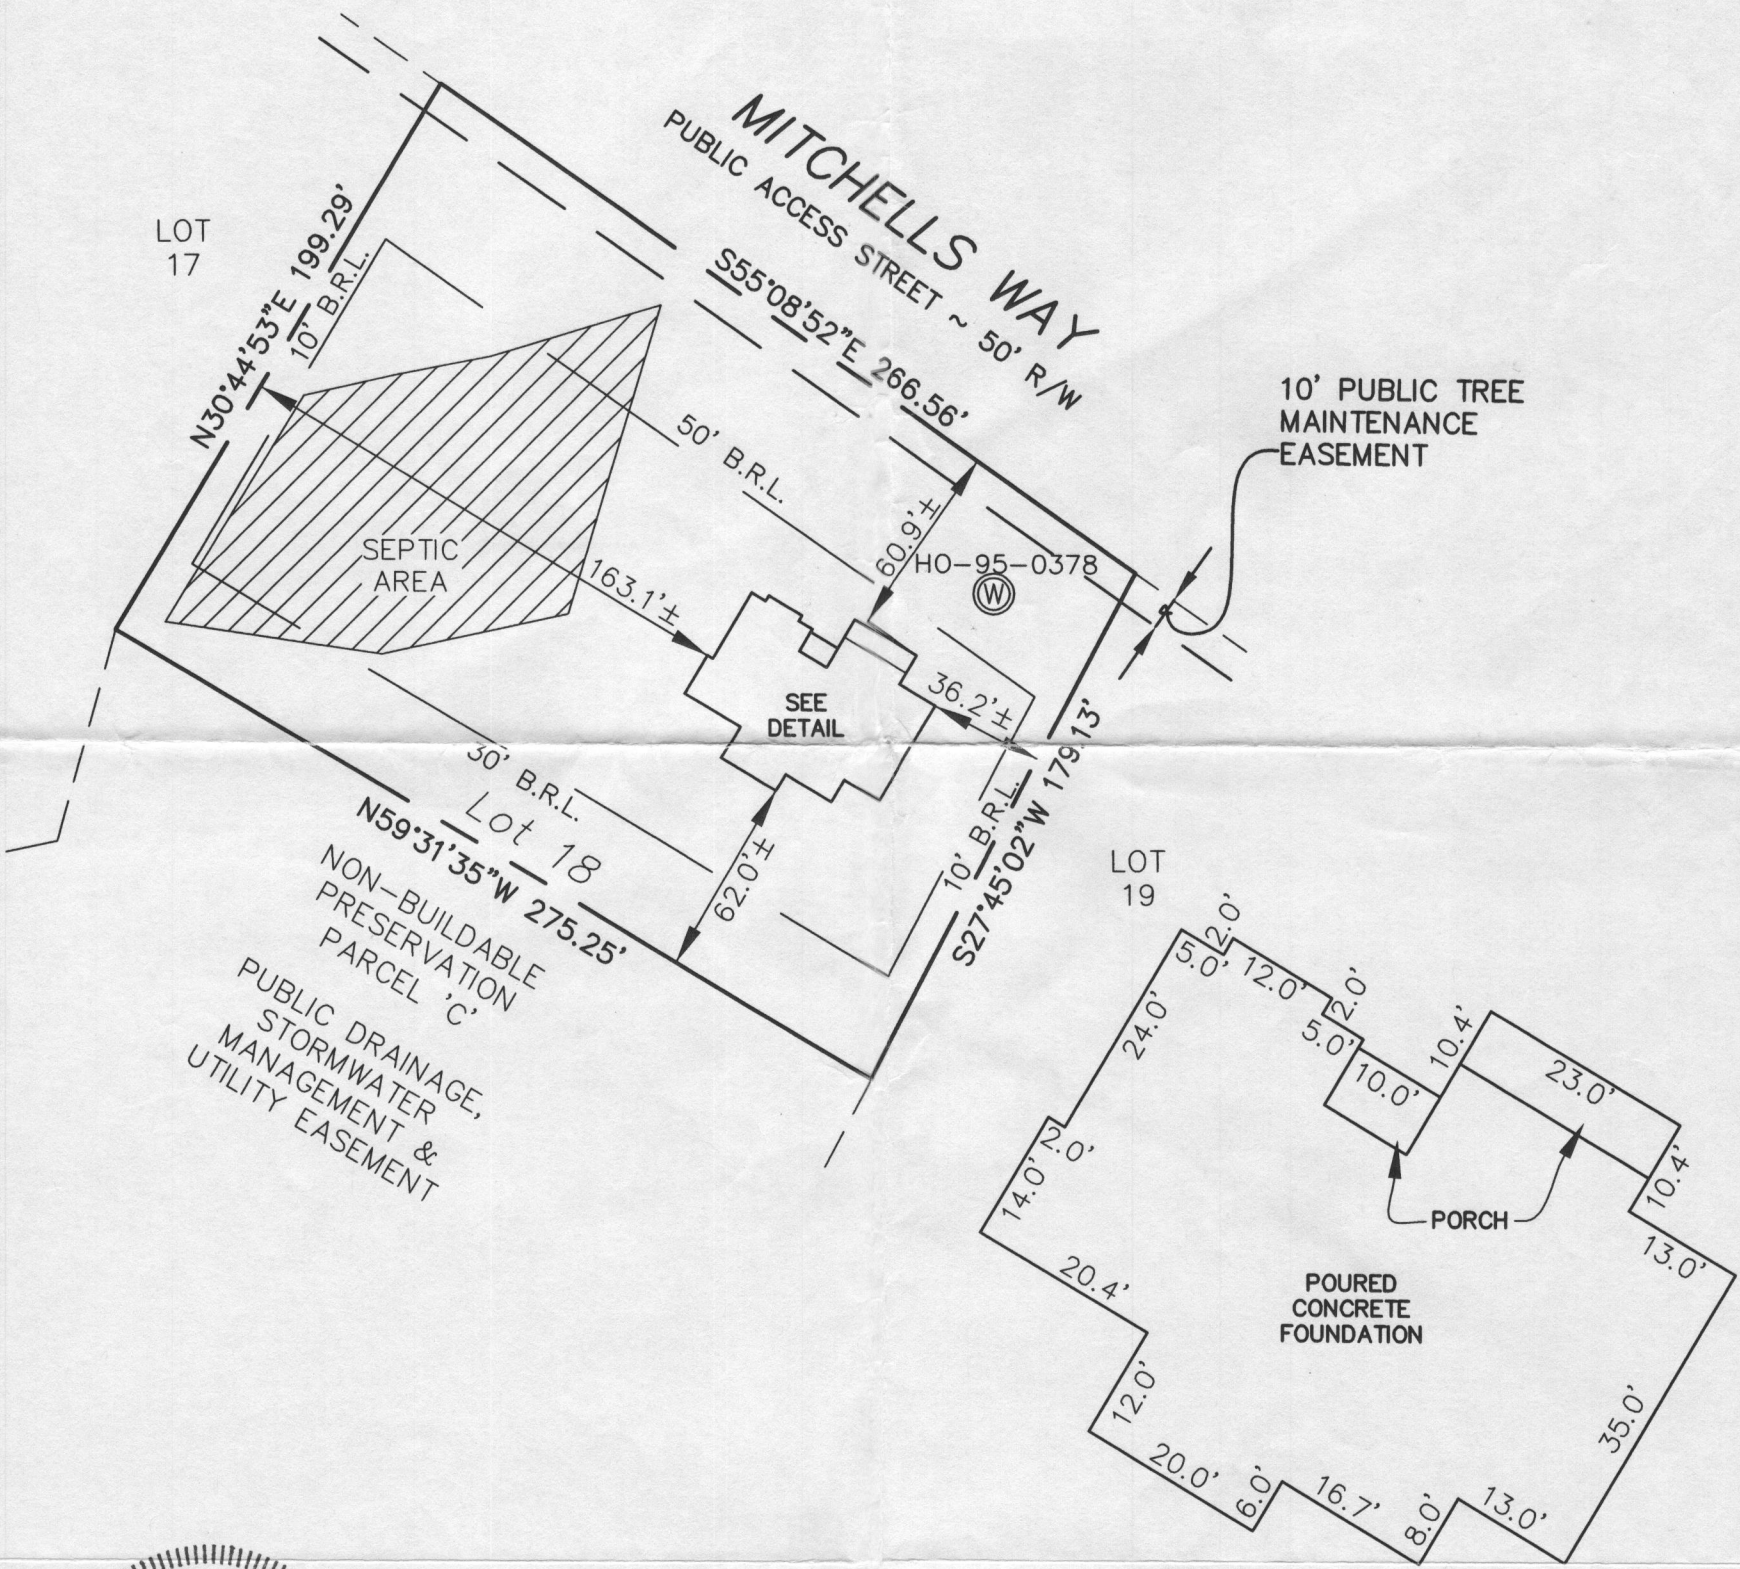 MITCHELLS WAY
PUBLIC ACCESS STREET ~ 50' R/W
S55°08'52"E 266.56'
LOT
17
N30°44'53"E 199.29'
10' B.R.L.
50' B.R.L.
10' PUBLIC TREE
MAINTENANCE
EASEMENT
60.9'±
HO-95-0378
W
SEPTIC
AREA
163.1'±
SEE
DETAIL
36.2'±
30' B.R.L.
Lot 18
N59°31'35"W 275.25'
62.0'±
10' B.R.L.
S27°45'02"W 179.13'
NON-BUILDABLE
PRESERVATION
PARCEL 'C'
PUBLIC DRAINAGE,
STORMWATER
MANAGEMENT &
UTILITY EASEMENT
LOT
19
5.0'
2.0'
12.0'
2.0'
5.0'
10.0'
10.4'
23.0'
10.4'
13.0'
24.0'
2.0'
14.0'
20.4'
12.0'
20.0'
6.0'
16.7'
8.0'
13.0'
35.0'
PORCH
POURED
CONCRETE
FOUNDATION